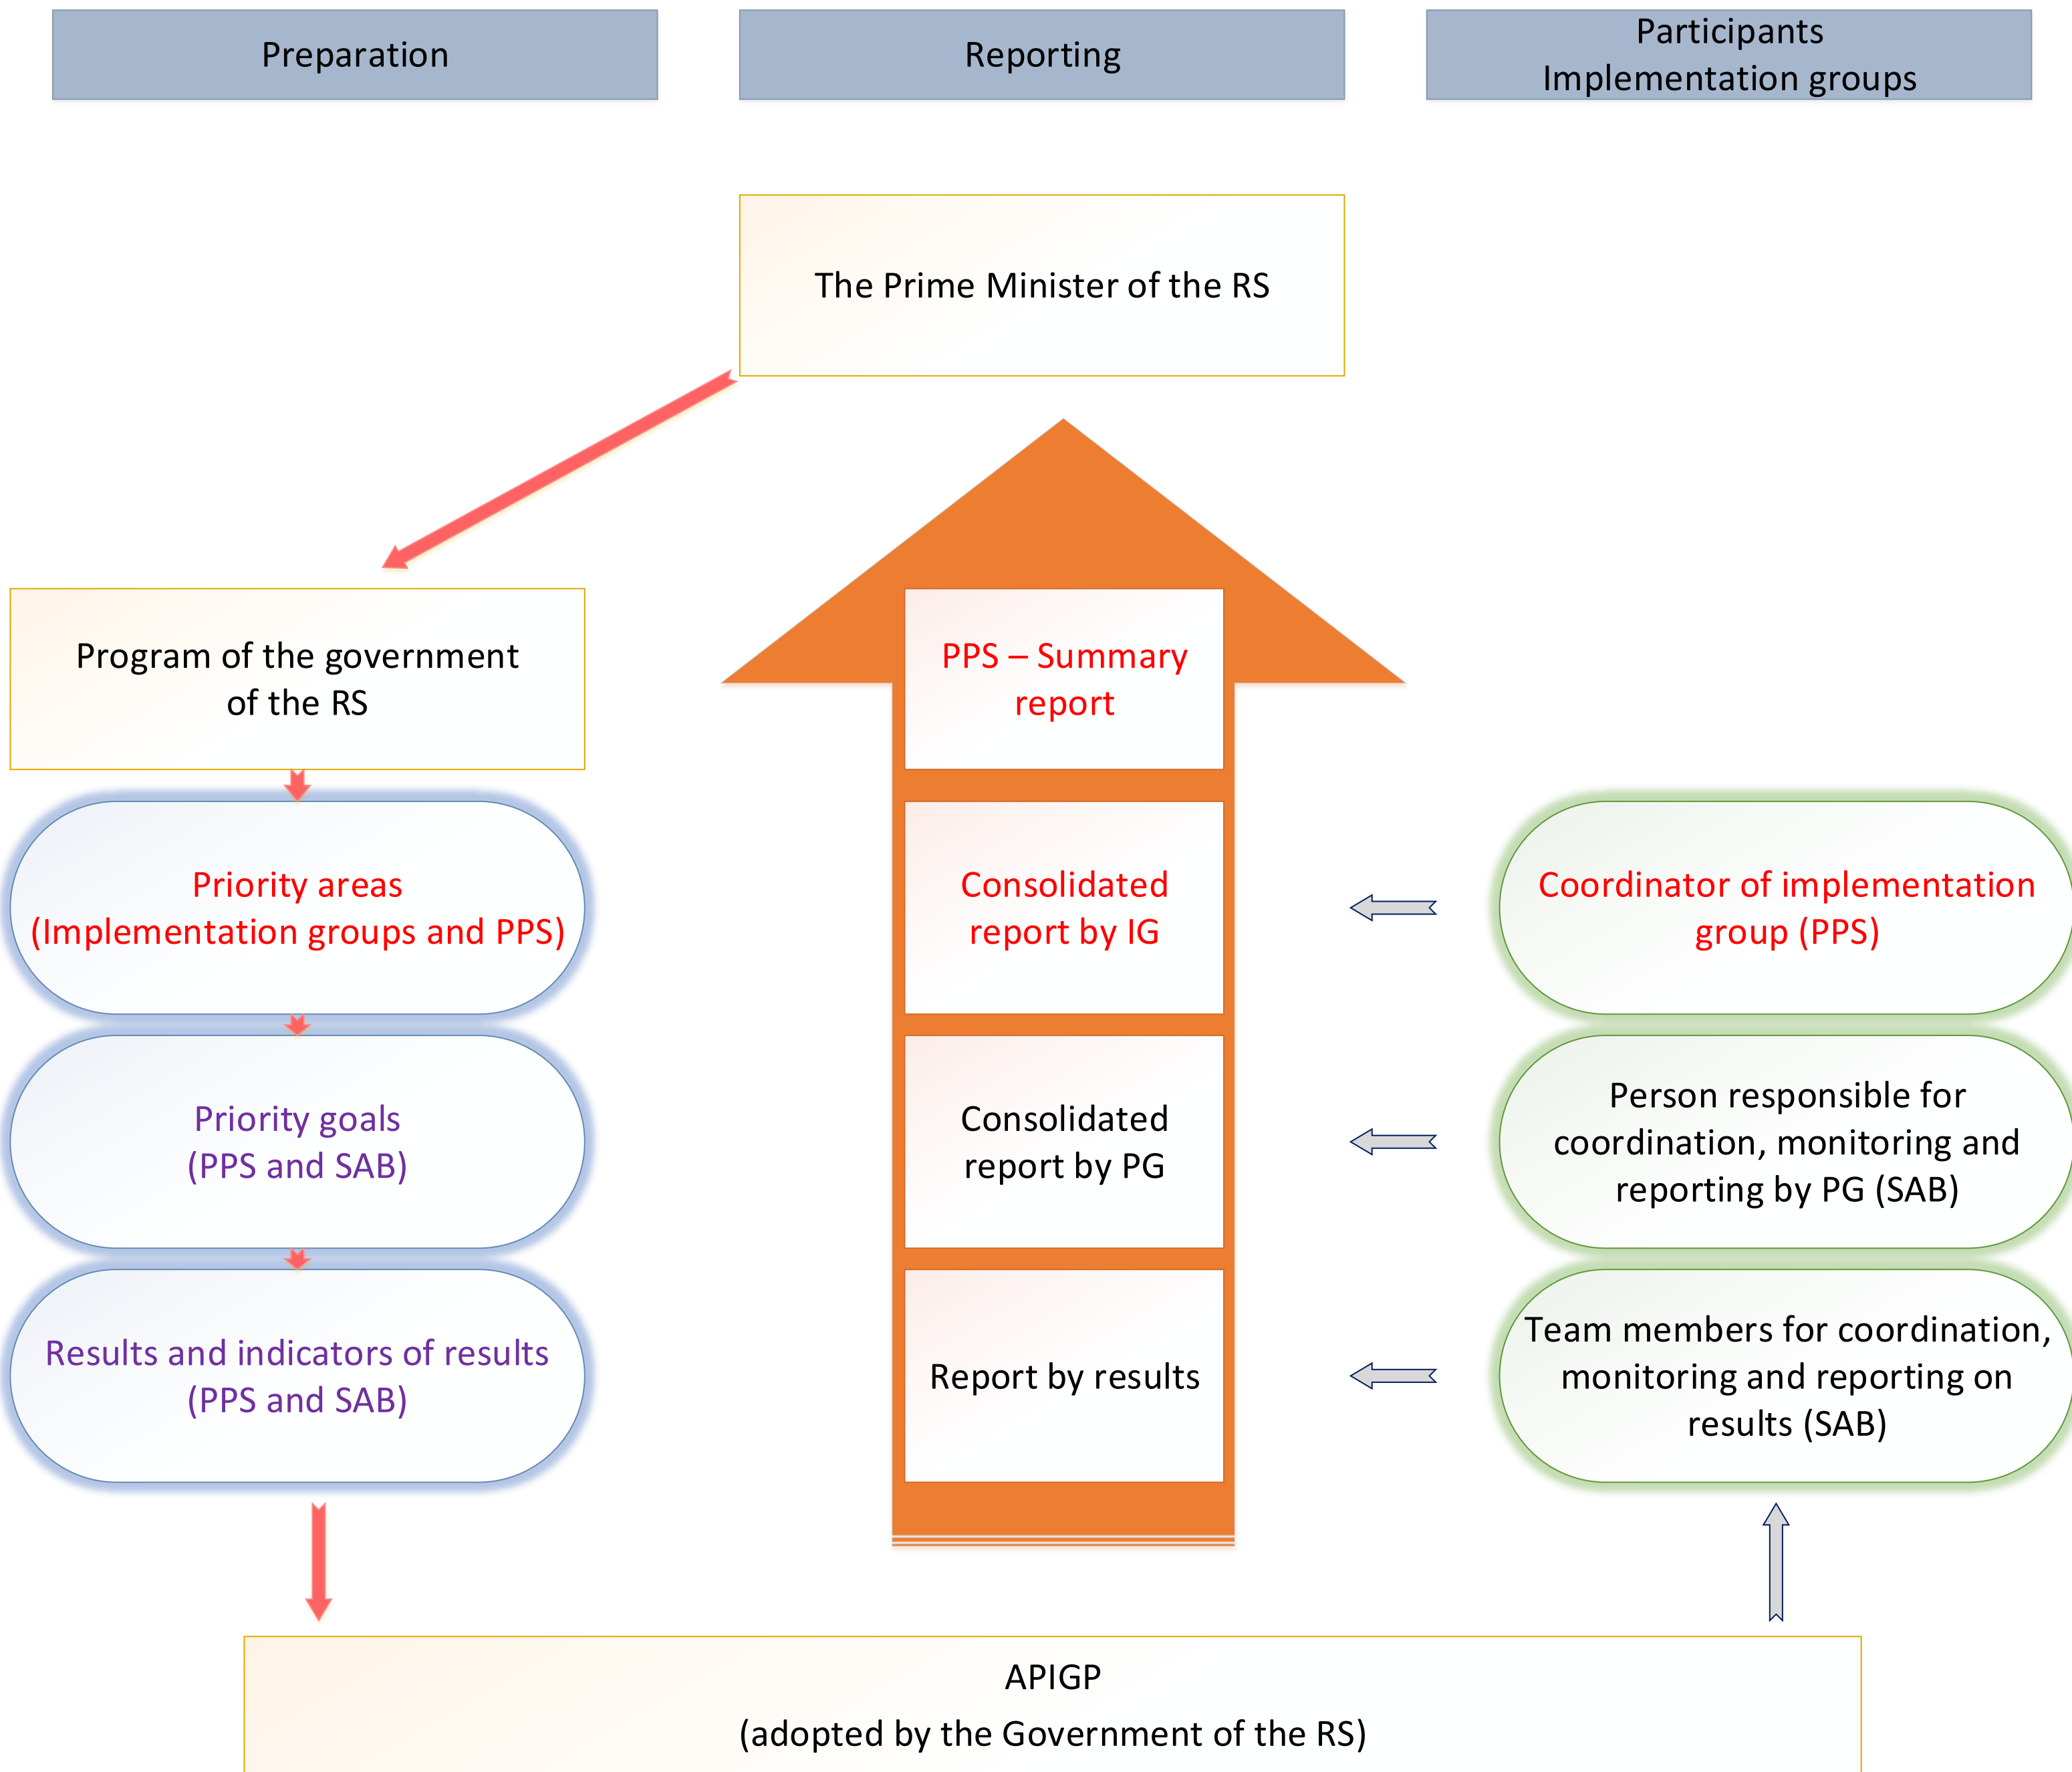 Preparation
Reporting
Participants
Implementation groups
The Prime Minister of the RS
Program of the government
of the RS
PPS – Summary
report
Priority areas
(Implementation groups and PPS)
Consolidated
report by IG
Coordinator of implementation
group (PPS)
Priority goals
(PPS and SAB)
Consolidated
report by PG
Person responsible for
coordination, monitoring and
reporting by PG (SAB)
Results and indicators of results
(PPS and SAB)
Report by results
Team members for coordination,
monitoring and reporting on
results (SAB)
APIGP
(adopted by the Government of the RS)